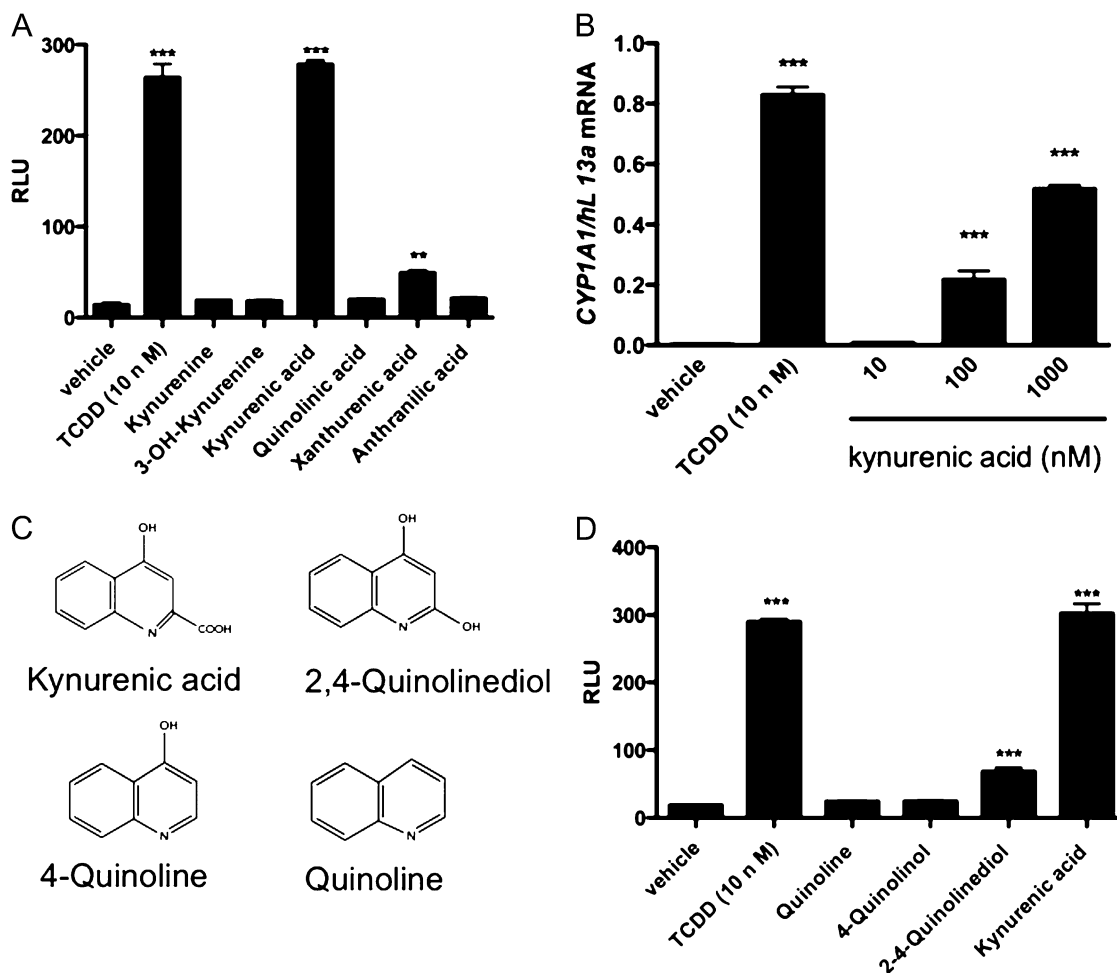 A
300
200
100
0
RLU
***
***
**
vehicle
TCDD (10 n M)
Kynurenine
3-OH-Kynurenine
Kynurenic acid
Quinolinic acid
Xanthurenic acid
Anthranilic acid
B
1.0
0.8
0.6
0.4
0.2
0.0
CYP1A1/hL 13a mRNA
***
***
***
vehicle
TCDD (10 n M)
10
100
1000
kynurenic acid (nM)
C
OH
N
COOH
Kynurenic acid
OH
N
OH
2,4-Quinolinediol
OH
N
4-Quinoline
N
Quinoline
D
400
300
200
100
0
RLU
***
***
***
vehicle
TCDD (10 n M)
Quinoline
4-Quinolinol
2-4-Quinolinediol
Kynurenic acid